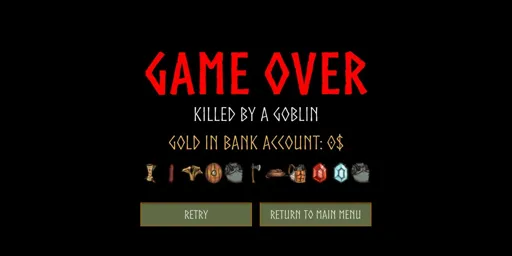 GAME OVER
KILLED BY A GOBLIN
GOLD IN BANK ACCOUNT: 0$
RETRY
RETURN TO MAIN MENU